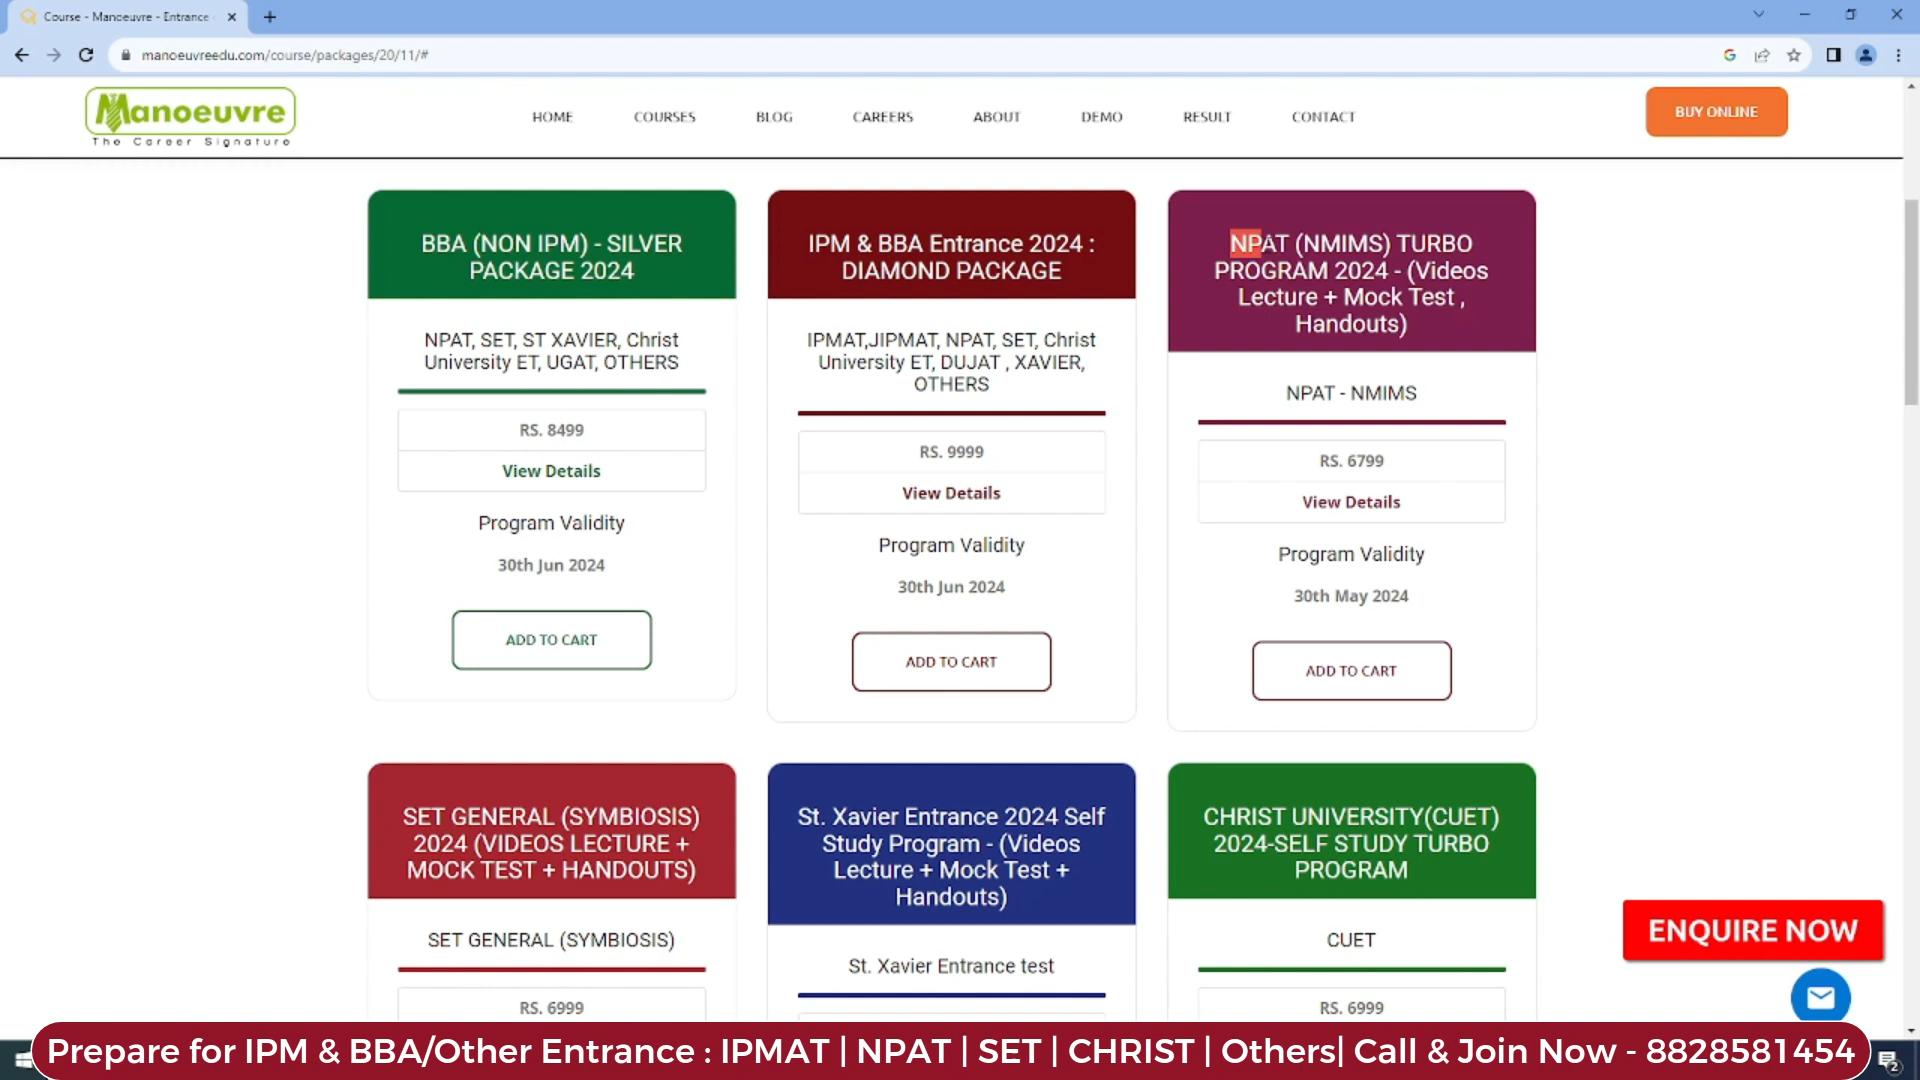 Course - Manoeuvre - Entrance
manoeuvreedu.com/course/packages/20/11/#
Manoeuvre
The Career Signature
HOME
COURSES
BLOG
CAREERS
ABOUT
DEMO
RESULT
CONTACT
BUY ONLINE
BBA (NON IPM) - SILVER
PACKAGE 2024
NPAT, SET, ST XAVIER, Christ
University ET, UGAT, OTHERS
RS. 8499
View Details
Program Validity
30th Jun 2024
ADD TO CART
IPM & BBA Entrance 2024 :
DIAMOND PACKAGE
IPMAT,JIPMAT, NPAT, SET, Christ
University ET, DUJAT , XAVIER,
OTHERS
RS. 9999
View Details
Program Validity
30th Jun 2024
ADD TO CART
NPAT (NMIMS) TURBO
PROGRAM 2024 - (Videos
Lecture + Mock Test ,
Handouts)
NPAT - NMIMS
RS. 6799
View Details
Program Validity
30th May 2024
ADD TO CART
SET GENERAL (SYMBIOSIS)
2024 (VIDEOS LECTURE +
MOCK TEST + HANDOUTS)
SET GENERAL (SYMBIOSIS)
RS. 6999
St. Xavier Entrance 2024 Self
Study Program - (Videos
Lecture + Mock Test +
Handouts)
St. Xavier Entrance test
CHRIST UNIVERSITY(CUET)
2024-SELF STUDY TURBO
PROGRAM
CUET
RS. 6999
ENQUIRE NOW
Prepare for IPM & BBA/Other Entrance : IPMAT | NPAT | SET | CHRIST | Others| Call & Join Now - 8828581454
2